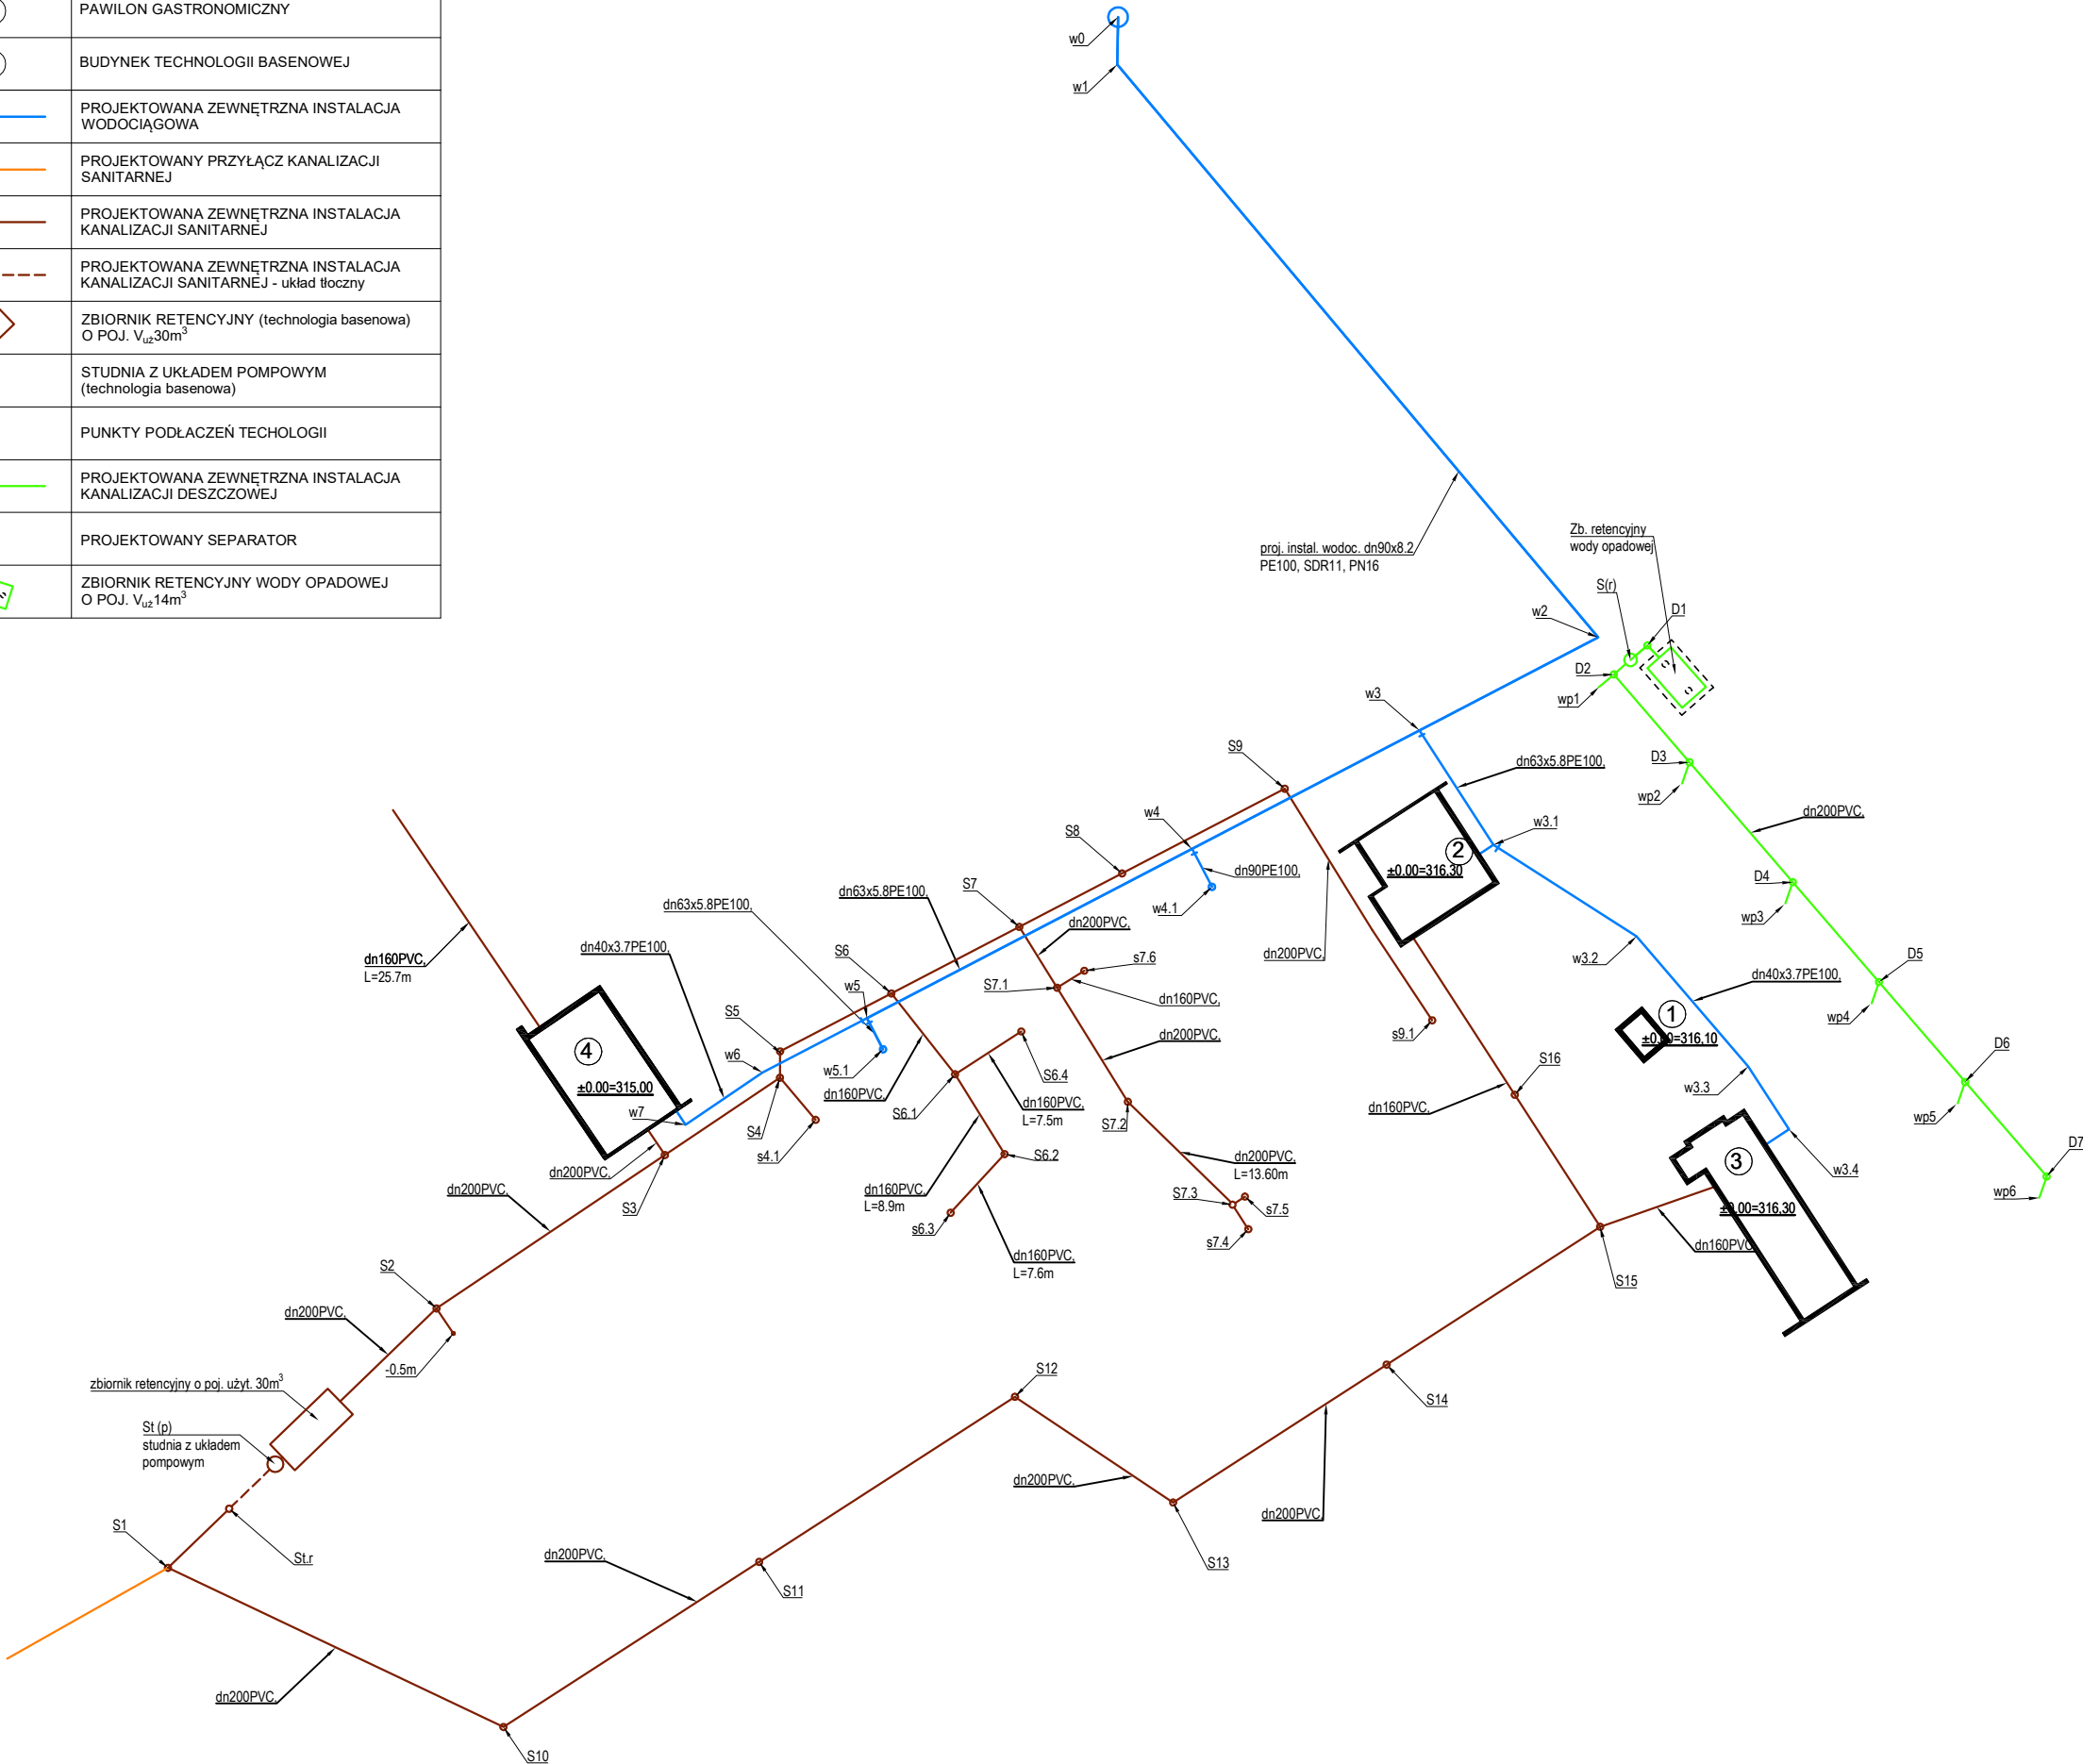 PAWILON GASTRONOMICZNY
BUDYNEK TECHNOLOGII BASENOWEJ
PROJEKTOWANA ZEWNĘTRZNA INSTALACJA
WODOCIĄGOWA
PROJEKTOWANY PRZYŁĄCZ KANALIZACJI
SANITARNEJ
PROJEKTOWANA ZEWNĘTRZNA INSTALACJA
KANALIZACJI SANITARNEJ
PROJEKTOWANA ZEWNĘTRZNA INSTALACJA
KANALIZACJI SANITARNEJ - układ tłoczny
ZBIORNIK RETENCYJNY (technologia basenowa)
O POJ. Vuż30m³
STUDNIA Z UKŁADEM POMPOWYM
(technologia basenowa)
PUNKTY PODŁACZEŃ TECHOLOGII
PROJEKTOWANA ZEWNĘTRZNA INSTALACJA
KANALIZACJI DESZCZOWEJ
PROJEKTOWANY SEPARATOR
ZBIORNIK RETENCYJNY WODY OPADOWEJ
O POJ. Vuż14m³
w0
w1
proj. instal. wodoc. dn90x8.2
PE100, SDR11, PN16
Zb. retencyjny
wody opadowej
S(r)
D1
w2
D2
wp1
w3
S9
D3
dn63x5.8PE100,
wp2
w4
w3.1
dn200PVC,
S8
2
±0.00=316,30
dn90PE100,
D4
S7
dn63x5.8PE100,
dn63x5.8PE100,
w4.1
wp3
dn200PVC,
dn40x3.7PE100,
S6
s7.6
dn200PVC,
w3.2
D5
dn160PVC,
L=25.7m
S7.1
w5
dn160PVC,
dn40x3.7PE100,
S5
1
wp4
4
dn200PVC,
s9.1
±0.00=316,10
D6
w6
w5.1
S6.4
S16
±0.00=315,00
dn160PVC,
w3.3
w7
S6.1
dn160PVC,
L=7.5m
dn160PVC,
wp5
S4
S7.2
s4.1
S6.2
D7
dn200PVC,
dn200PVC,
L=13.60m
3
w3.4
dn200PVC,
dn160PVC,
L=8.9m
S7.3
wp6
S3
s6.3
s7.5
±0.00=316,30
s7.4
dn160PVC
dn160PVC,
L=7.6m
S2
S15
dn200PVC,
-0.5m
S12
zbiornik retencyjny o poj. użyt. 30m³
S14
St (p)
studnia z układem
pompowym
dn200PVC,
dn200PVC,
S1
St.r
dn200PVC,
S13
S11
dn200PVC,
S10